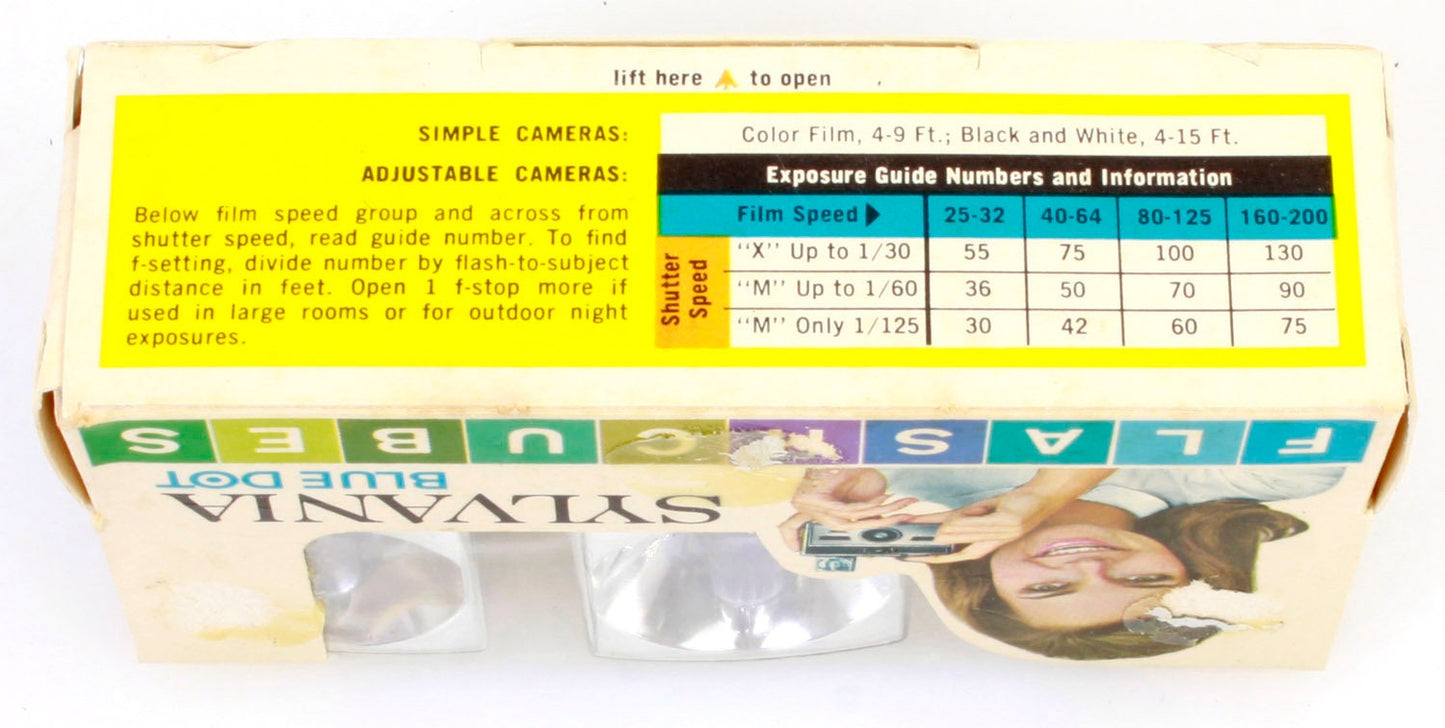 lift here to open
SIMPLE CAMERAS: Color Film, 4-9 Ft.; Black and White, 4-15 Ft.
ADJUSTABLE CAMERAS: Exposure Guide Numbers and Information
Below film speed group and across from
shutter speed, read guide number. To find
f-setting, divide number by flash-to-subject
distance in feet. Open 1 f-stop more if
used in large rooms or for outdoor night
exposures.
Film Speed 25-32 40-64 80-125 160-200
Shutter
Speed
"X" Up to 1/30 55 75 100 130
"M" Up to 1/60 36 50 70 90
"M" Only 1/125 30 42 60 75
FLASHCUBES
SYLVANIA
BLUE DOT